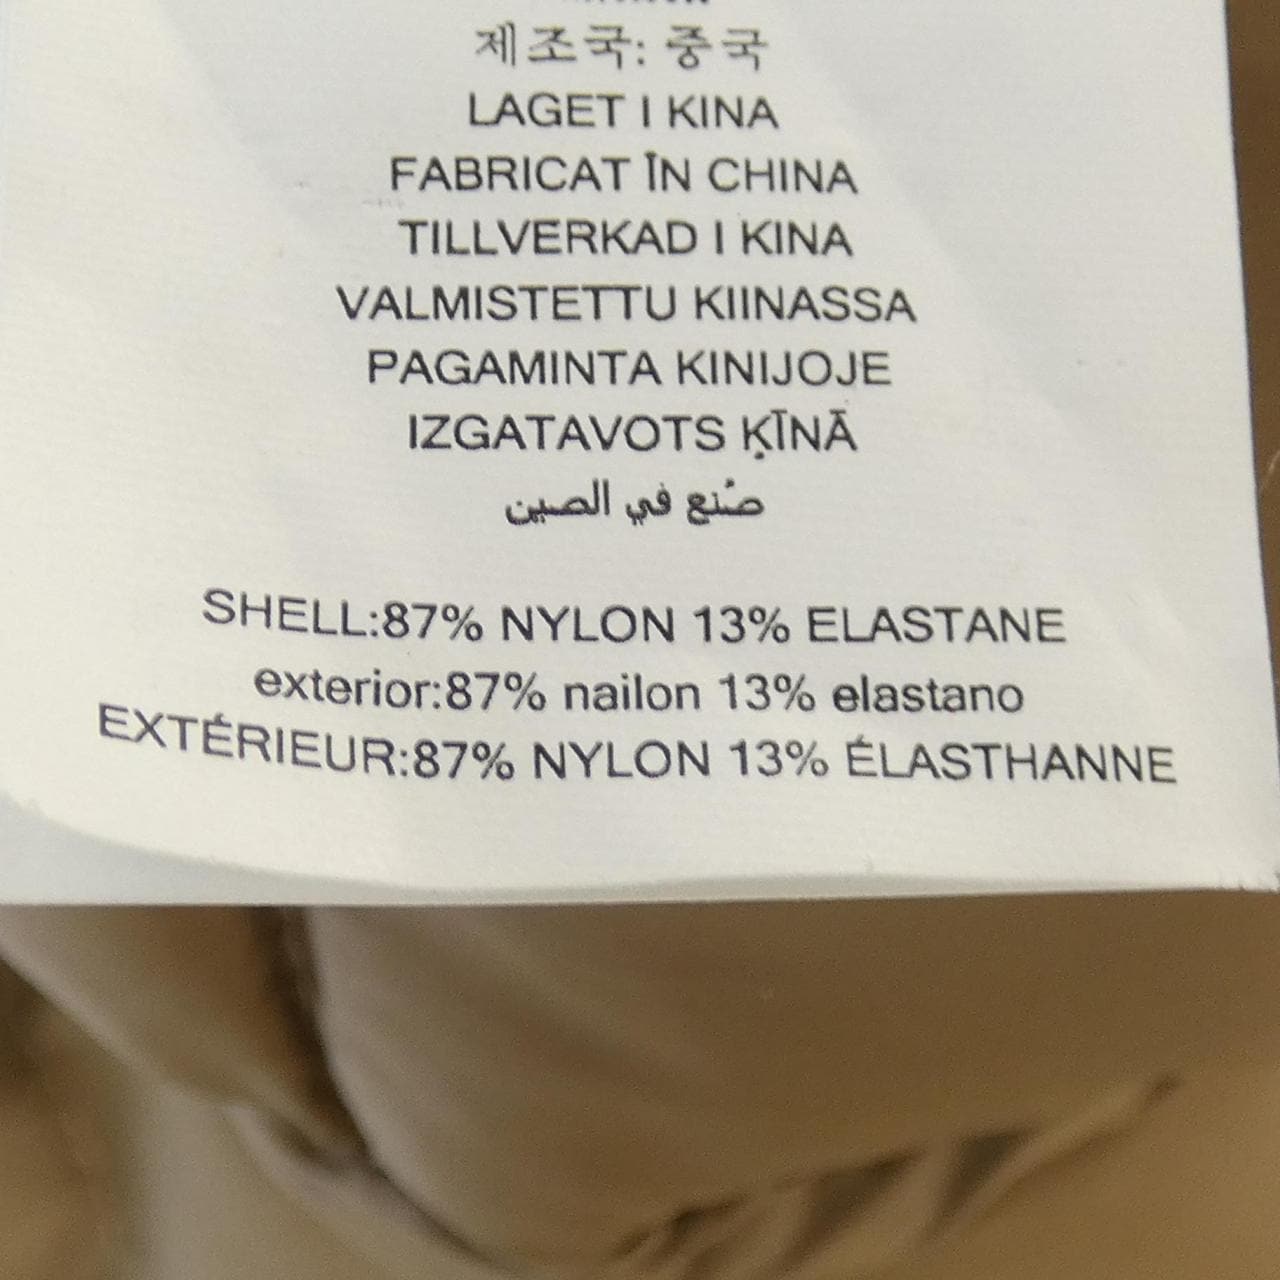 제조국: 중국
LAGET I KINA
FABRICAT ÎN CHINA
TILLVERKAD I KINA
VALMISTETTU KIINASSA
PAGAMINTA KINIJOJE
IZGATAVOTS ĶĪNĀ
صُنع في الصين
SHELL:87% NYLON 13% ELASTANE
exterior:87% nailon 13% elastano
EXTÉRIEUR:87% NYLON 13% ÉLASTHANNE